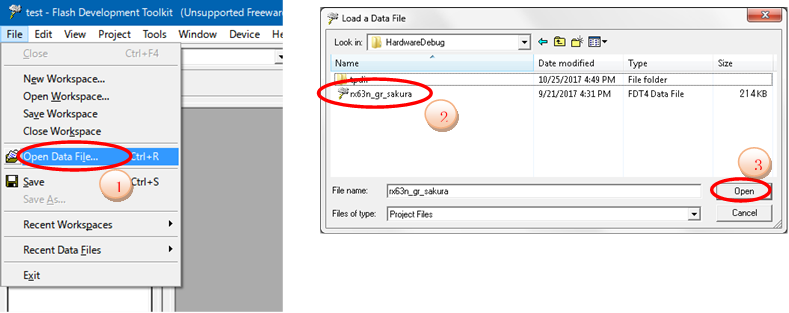 test - Flash Development Toolkit (Unsupported Freeware
File Edit View Project Tools Window Device
Close Ctrl+F4
New Workspace...
Open Workspace...
Save Workspace
Close Workspace
Open Data File... Ctrl+R
1
Save Ctrl+S
Save As...
Recent Workspaces
Recent Data Files
Exit
Load a Data File
Look in: HardwareDebug
Name Date modified Type Size
10/25/2017 4:49 PM File folder
rx63n_gr_sakura 9/21/2017 4:31 PM FDT4 Data File 214 KB
2
3
File name: rx63n_gr_sakura Open
Files of type: Project Files Cancel